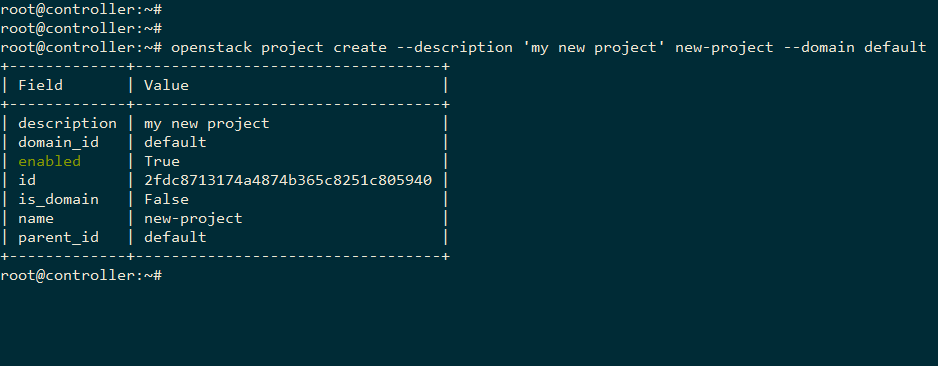 root@controller:~#
root@controller:~#
root@controller:~# openstack project create --description 'my new project' new-project --domain default
+-------------+----------------------------------+
| Field       | Value                            |
+-------------+----------------------------------+
| description | my new project                   |
| domain_id   | default                          |
| enabled     | True                             |
| id          | 2fdc8713174a4874b365c8251c805940 |
| is_domain   | False                            |
| name        | new-project                      |
| parent_id   | default                          |
+-------------+----------------------------------+
root@controller:~#